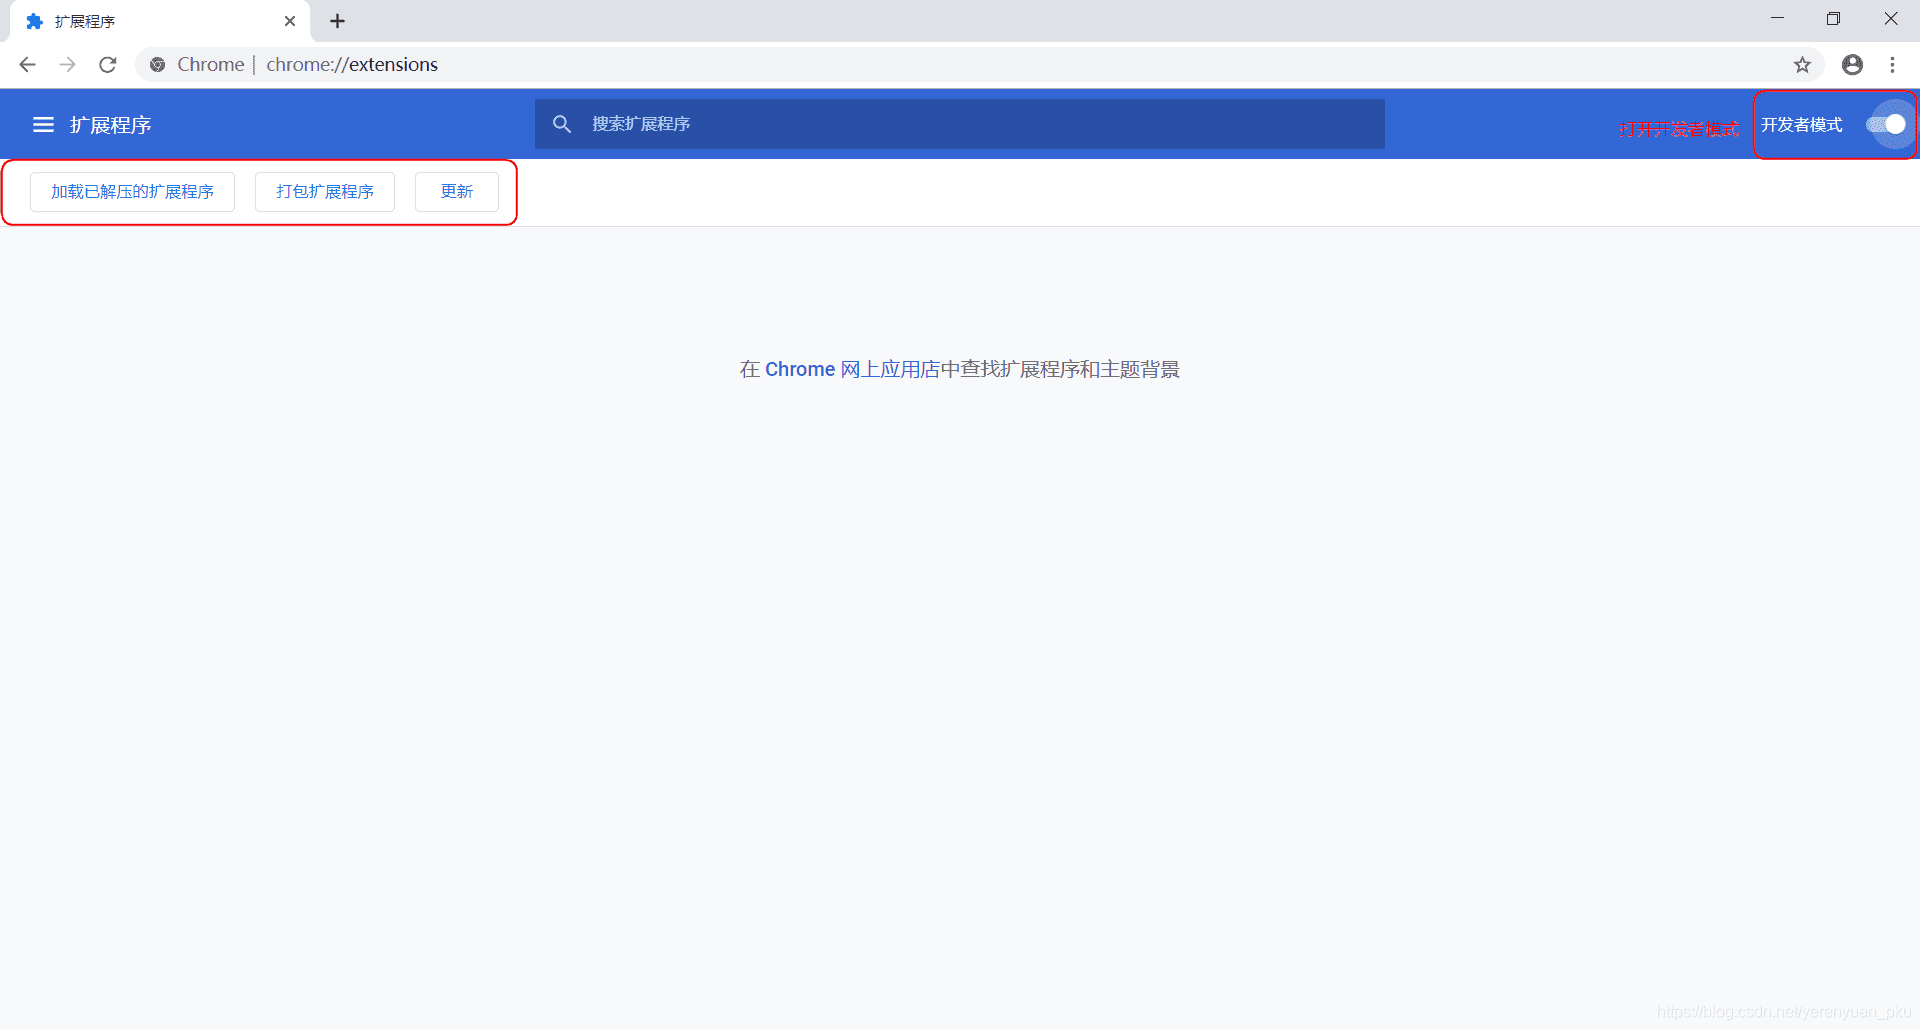 扩展程序
Chrome | chrome://extensions
扩展程序
搜索扩展程序
打开开发者模式
开发者模式
加载已解压的扩展程序
打包扩展程序
更新
在 Chrome 网上应用店中查找扩展程序和主题背景
https://blog.csdn.net/yerenyuan_pku